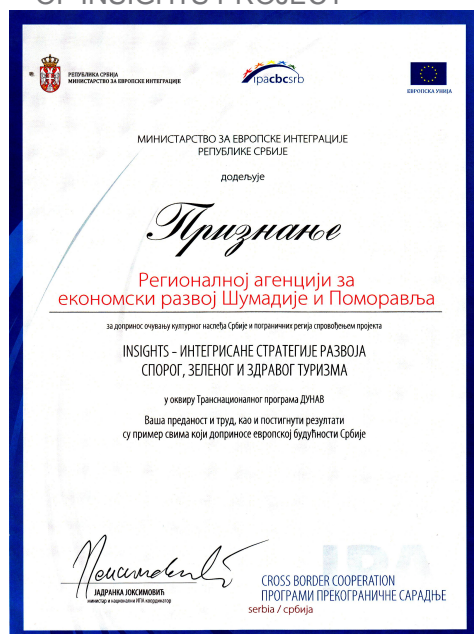 OF INSIGHTS PROJECT
РЕПУБЛИКА СРБИЈА
МИНИСТАРСТВО ЗА ЕВРОПСКЕ ИНТЕГРАЦИЈЕ
ipacbcsrb
ЕВРОПСКА УНИЈА
МИНИСТАРСТВО ЗА ЕВРОПСКЕ ИНТЕГРАЦИЈЕ
РЕПУБЛИКЕ СРБИЈЕ
додељује
Признање
Регионалној агенцији за
економски развој Шумадије и Поморавља
за допринос очувању културног наслеђа Србије и пограничних регија спровођењем пројекта
INSIGHTS – ИНТЕГРИСАНЕ СТРАТЕГИЈЕ РАЗВОЈА
СПОРОГ, ЗЕЛЕНОГ И ЗДРАВОГ ТУРИЗМА
у оквиру Транснационалног програма ДУНАВ
Ваша преданост и труд, као и постигнути резултати
су пример свима који доприносе европској будућности Србије
ЈАДРАНКА ЈОКСИМОВИЋ
министар и национални ИПА координатор
IPA
CROSS BORDER COOPERATION
ПРОГРАМИ ПРЕКОГРАНИЧНЕ САРАДЊЕ
serbia / србија